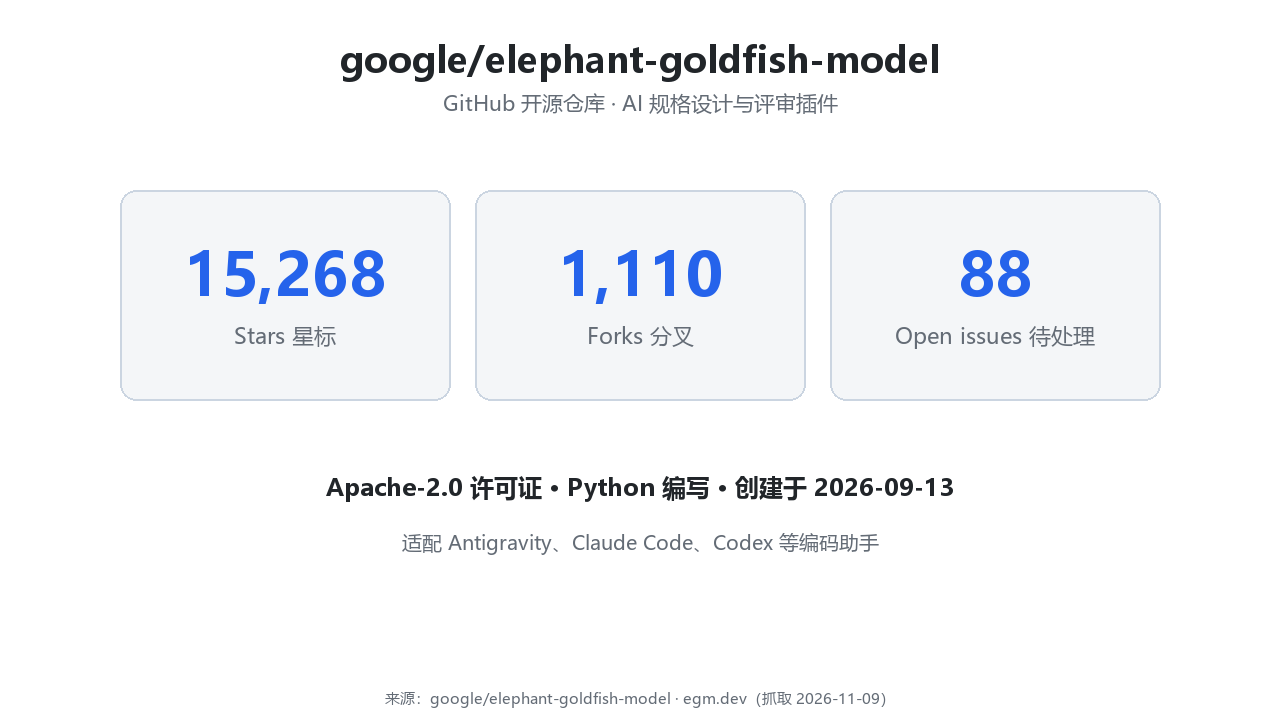 google/elephant-goldfish-model
GitHub 开源仓库 · AI 规格设计与评审插件
15,268
Stars 星标
1,110
Forks 分叉
88
Open issues 待处理
Apache-2.0 许可证 • Python 编写 • 创建于 2026-09-13
适配 Antigravity、Claude Code、Codex 等编码助手
来源：google/elephant-goldfish-model · egm.dev（抓取 2026-11-09）